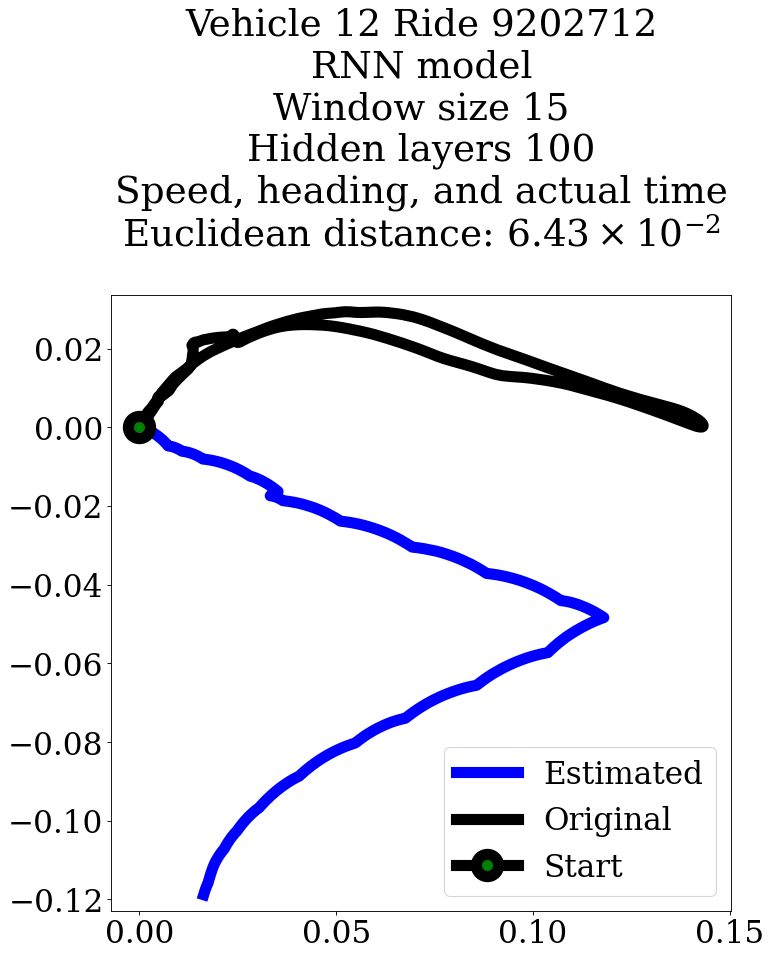 Vehicle 12 Ride 9202712
RNN model
Window size 15
Hidden layers 100
Speed, heading, and actual time
Euclidean distance: 6.43 × 10⁻²
0.02
0.00
−0.02
−0.04
−0.06
−0.08
−0.10
−0.12
Estimated
Original
Start
0.00 0.05 0.10 0.15